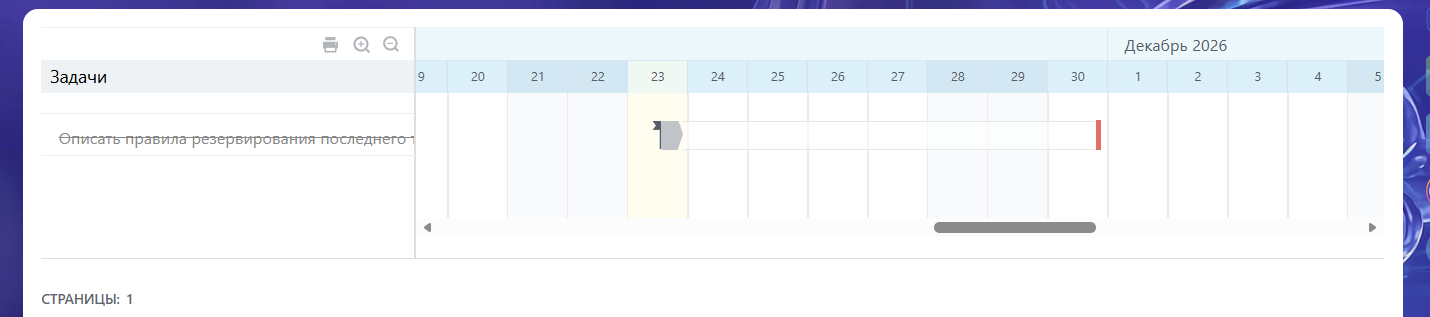 Декабрь 2026
Задачи
9 20 21 22 23 24 25 26 27 28 29 30 1 2 3 4 5
Описать правила резервирования последнего
СТРАНИЦЫ: 1